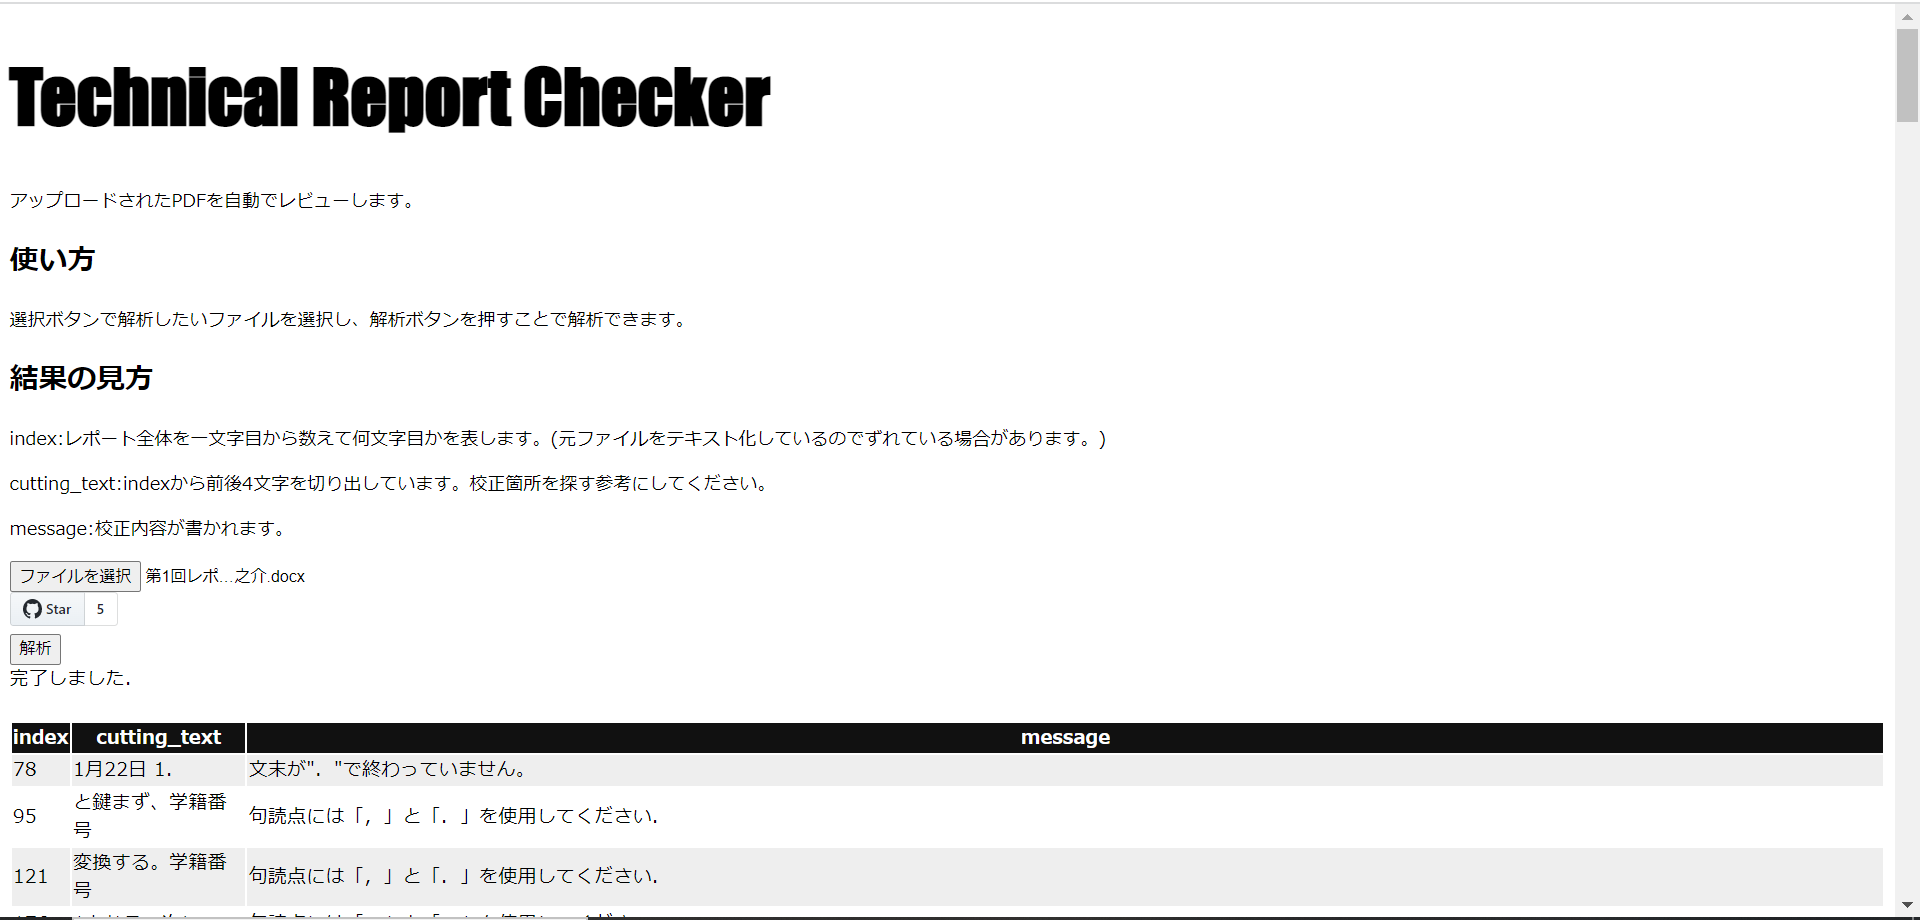 Technical Report Checker
アップロードされたPDFを自動でレビューします。
使い方
選択ボタンで解析したいファイルを選択し、解析ボタンを押すことで解析できます。
結果の見方
index:レポート全体を一文字目から数えて何文字目かを表します。(元ファイルをテキスト化しているのでずれている場合があります。)
cutting_text:indexから前後4文字を切り出しています。校正箇所を探す参考にしてください。
message:校正内容が書かれます。
ファイルを選択 第1回レポ...之介.docx
Star 5
解析
完了しました.
index cutting_text message
78 1月22日 1. 文末が"．"で終わっていません。
95 と鍵まず、学籍番号 句読点には「，」と「．」を使用してください.
121 変換する。学籍番号 句読点には「，」と「．」を使用してください.